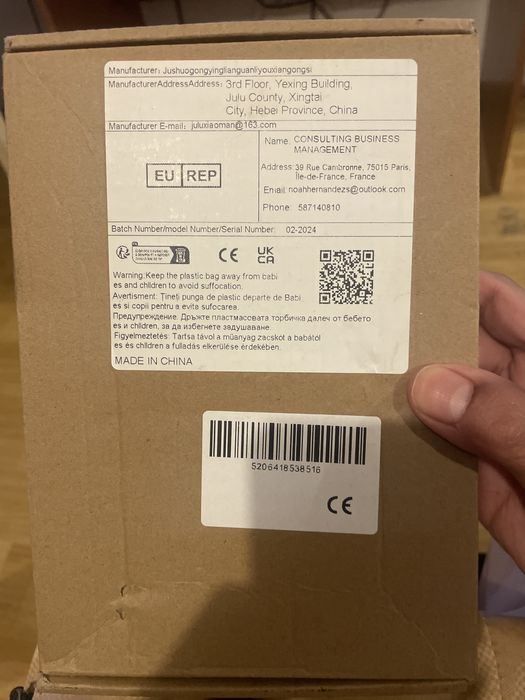 Manufacturer: Jushuogongyinglianguanliyouxiangongsi
ManufacturerAddressAddress: 3rd Floor, Yexing Building,
Julu County, Xingtai
City, Hebei Province, China
Manufacturer E-mail: juluxiaoman@163.com
EU REP
Name: CONSULTING BUSINESS
MANAGEMENT
Address: 39 Rue Cambronne, 75015 Paris,
Île-de-France, France
Email: noahhernandezs@outlook.com
Phone: 587140810
Batch Number/model Number/Serial Number: 02-2024
CE UK
CA
Warning:Keep the plastic bag away from babi
es and children to avoid suffocation.
Avertisment: Țineți punga de plastic departe de Babi
es si copii pentru a evita sufocarea.
Предупреждение: Дръжте пластмасовата торбичка далеч от бебето
es и children, за да избегнете задушаване.
Figyelmeztetés: Tartsa távol a műanyag zacskót a babától
es és children a fulladás elkerülése érdekében.
MADE IN CHINA
5206418538516
CE